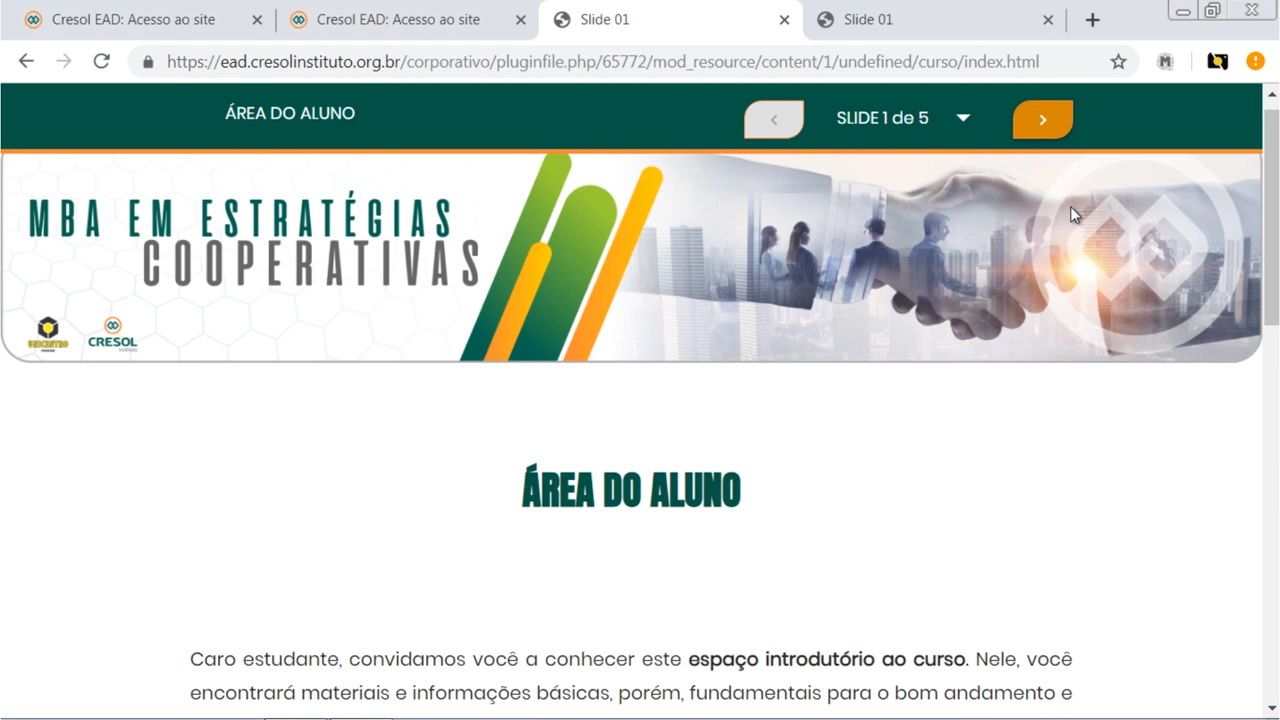 Cresol EAD: Acesso ao site
Cresol EAD: Acesso ao site
Slide 01
Slide 01
https://ead.cresolinstituto.org.br/corporativo/pluginfile.php/65772/mod_resource/content/1/undefined/curso/index.html
ÁREA DO ALUNO
SLIDE 1 de 5
MBA EM ESTRATÉGIAS
COOPERATIVAS
UNICENTRO
CRESOL
ÁREA DO ALUNO
Caro estudante, convidamos você a conhecer este espaço introdutório ao curso. Nele, você
encontrará materiais e informações básicas, porém, fundamentais para o bom andamento e